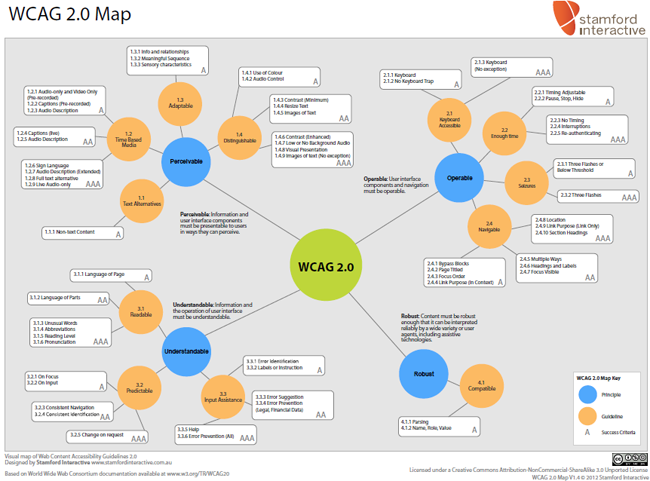 WCAG 2.0 Map
stamford
interactive
1.3.1 Info and relationships
1.3.2 Meaningful Sequence
1.3.3 Sensory characteristics
A
1.3
Adaptable
1.2.1 Audio-only and Video Only
(Pre-recorded)
1.2.2 Captions (Pre-recorded)
1.2.3 Audio Description
A
1.2.4 Captions (live)
1.2.5 Audio Description
AA
1.2.6 Sign Language
1.2.7 Audio Description (Extended)
1.2.8 Full text alternative
1.2.9 Live Audio-only
AAA
1.2
Time Based
Media
1.1
Text Alternatives
1.1.1 Non-text Content
A
1.4.1 Use of Colour
1.4.2 Audio Control
A
1.4.3 Contrast (Minimum)
1.4.4 Resize Text
1.4.5 Images of Text
AA
1.4.6 Contrast (Enhanced)
1.4.7 Low or No Background Audio
1.4.8 Visual Presentation
1.4.9 Images of text (No exception)
AAA
1.4
Distinguishable
Perceivable
Perceivable: Information and
user interface components
must be presentable to users
in ways they can perceive.
2.1.1 Keyboard
2.1.2 No Keyboard Trap
A
2.1.3 Keyboard
(No exception)
AAA
2.1
Keyboard
Accessible
2.2.1 Timing Adjustable
2.2.2 Pause, Stop, Hide
A
2.2.3 No Timing
2.2.4 Interruptions
2.2.5 Re-authenticating
AAA
2.2
Enough time
2.3.1 Three Flashes or
Below Threshold
A
2.3.2 Three Flashes
AAA
2.3
Seizures
2.4
Navigable
2.4.8 Location
2.4.9 Link Purpose (Link Only)
2.4.10 Section Headings
AAA
2.4.5 Multiple Ways
2.4.6 Headings and Labels
2.4.7 Focus Visible
AA
2.4.1 Bypass Blocks
2.4.2 Page Titled
2.4.3 Focus Order
2.4.4 Link Purpose (In Context)
A
Operable
Operable: User interface
components and navigation
must be operable.
WCAG 2.0
3.1.1 Language of Page
A
3.1.2 Language of Parts
AA
3.1.3 Unusual Words
3.1.4 Abbreviations
3.1.5 Reading Level
3.1.6 Pronunciation
AAA
3.1
Readable
Understandable: Information and
the operation of user interface
must be understandable.
Understandable
3.2.1 On Focus
3.2.2 On Input
A
3.2.3 Consistent Navigation
3.2.4 Consistent Identification
AA
3.2.5 Change on request
AAA
3.2
Predictable
3.3
Input Assistance
3.3.1 Error Identification
3.3.2 Labels or Instruction
A
3.3.3 Error Suggestion
3.3.4 Error Prevention
(Legal, Financial Data)
AA
3.3.5 Help
3.3.6 Error Prevention (All)
AAA
Robust: Content must be robust
enough that it can be interpreted
reliably by a wide variety or user
agents, including assistive
technologies.
Robust
4.1
Compatible
4.1.1 Parsing
4.1.2 Name, Role, Value
A
WCAG 2.0 Map Key
Principle
Guideline
A
Success Criteria
Visual map of Web Content Accessibility Guidelines 2.0
Designed by Stamford Interactive www.stamfordinteractive.com.au
Based on World Wide Web Consortium documentation available at www.w3.org/TR/WCAG20
Licensed under a Creative Commons Attribution-NonCommercial-ShareAlike 3.0 Unported License
WCAG 2.0 Map V1.4 © 2012 Stamford Interactive